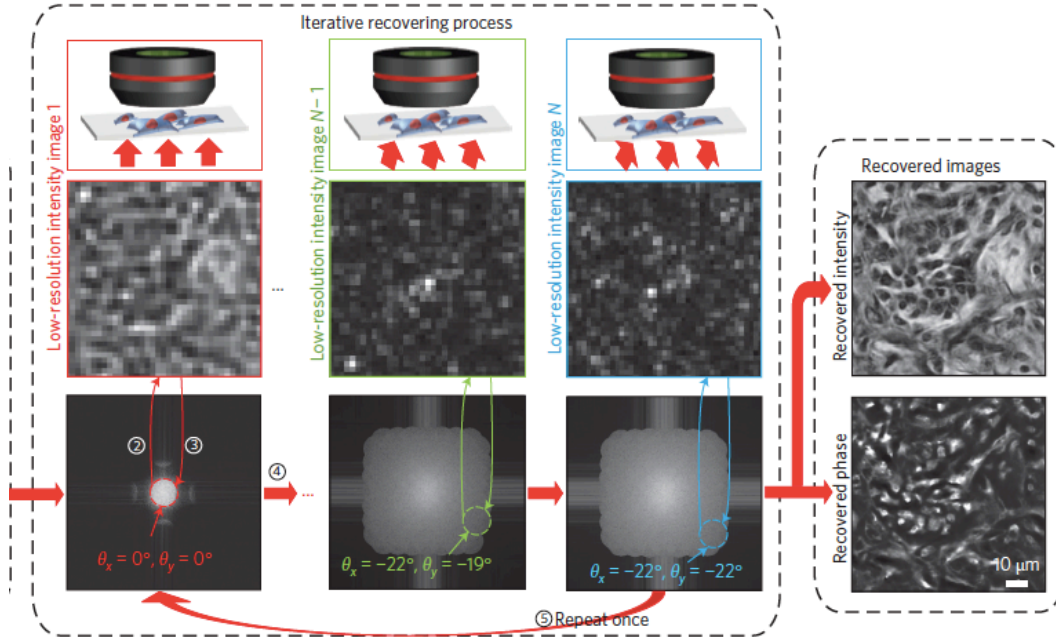 Iterative recovering process
Low-resolution intensity image 1
Low-resolution intensity image N – 1
Low-resolution intensity image N
...
②
③
④
...
θx = 0°, θy = 0°
θx = –22°, θy = –19°
θx = –22°, θy = –22°
⑤ Repeat once
Recovered images
Recovered intensity
Recovered phase
10 μm